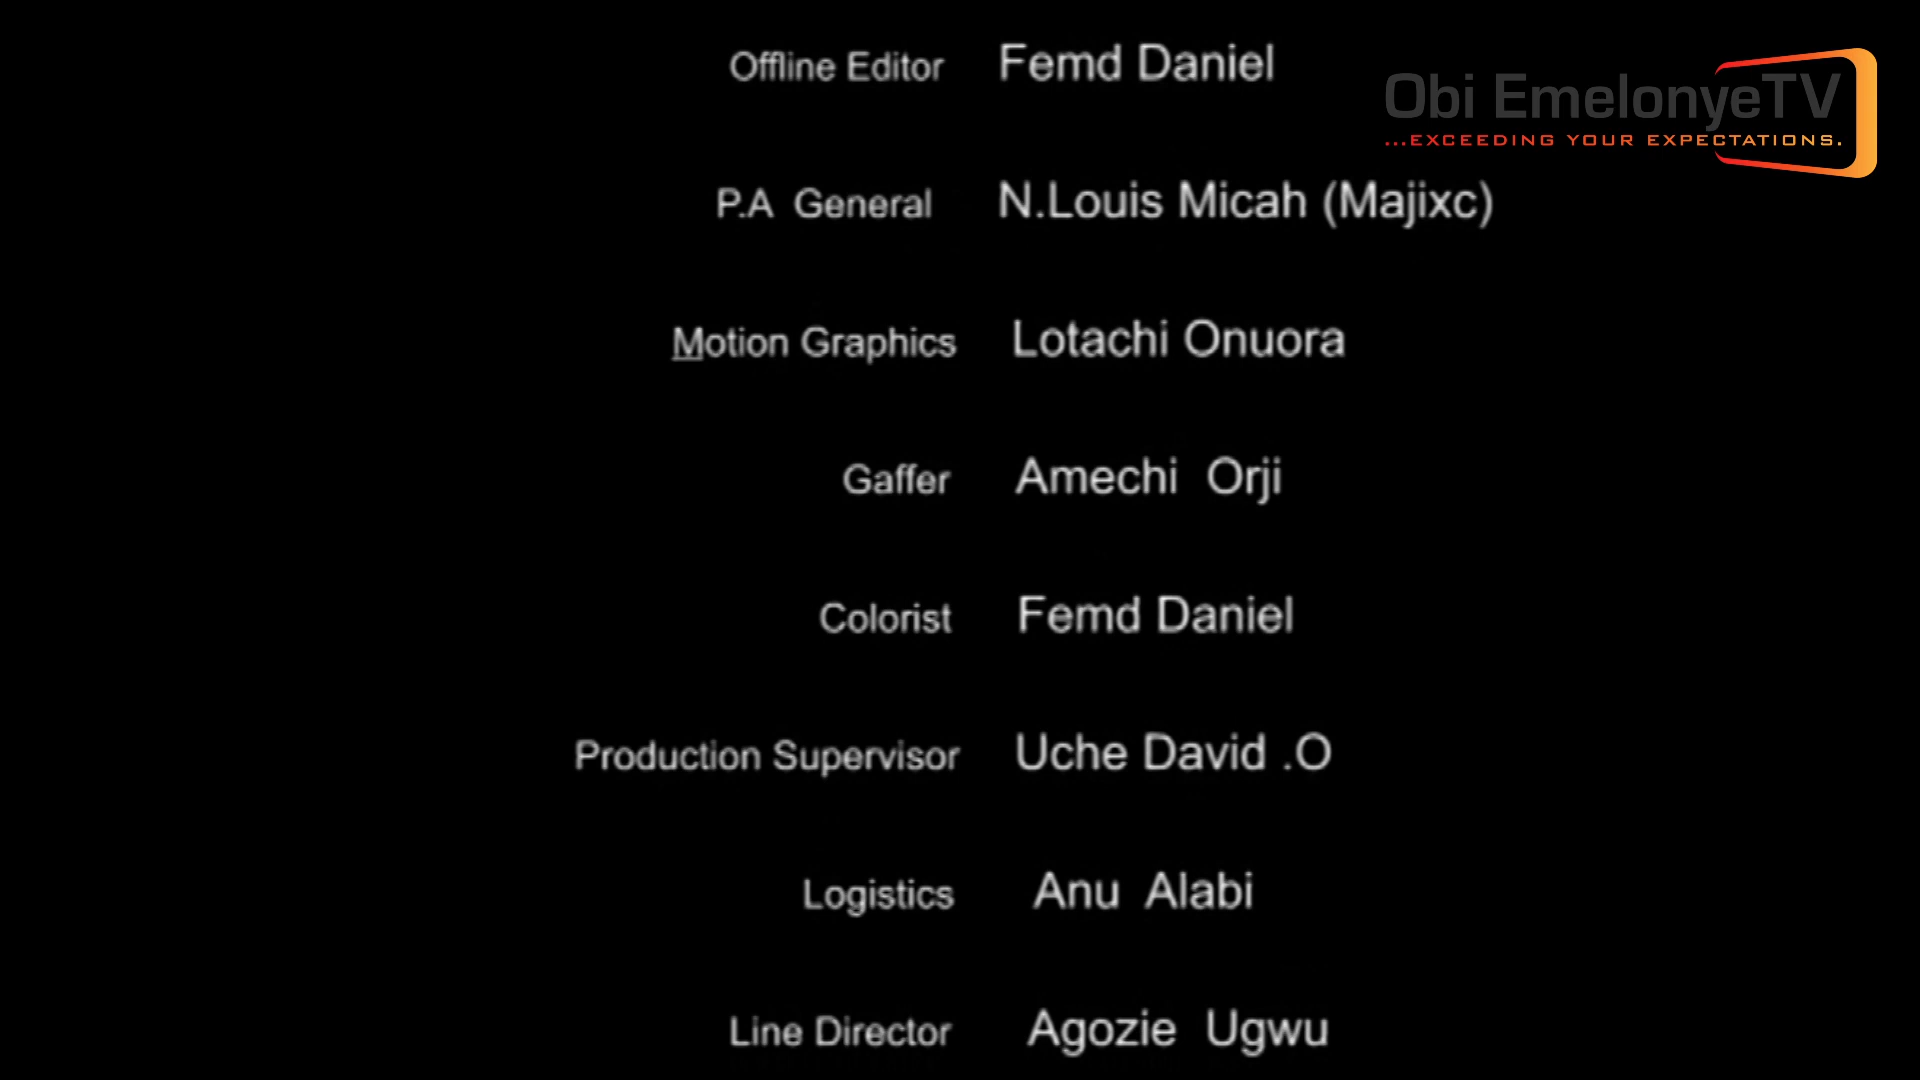 Offline Editor Femd Daniel
Obi EmelonyeTV
...EXCEEDING YOUR EXPECTATIONS.
P.A General N.Louis Micah (Majixc)
Motion Graphics Lotachi Onuora
Gaffer Amechi Orji
Colorist Femd Daniel
Production Supervisor Uche David .O
Logistics Anu Alabi
Line Director Agozie Ugwu